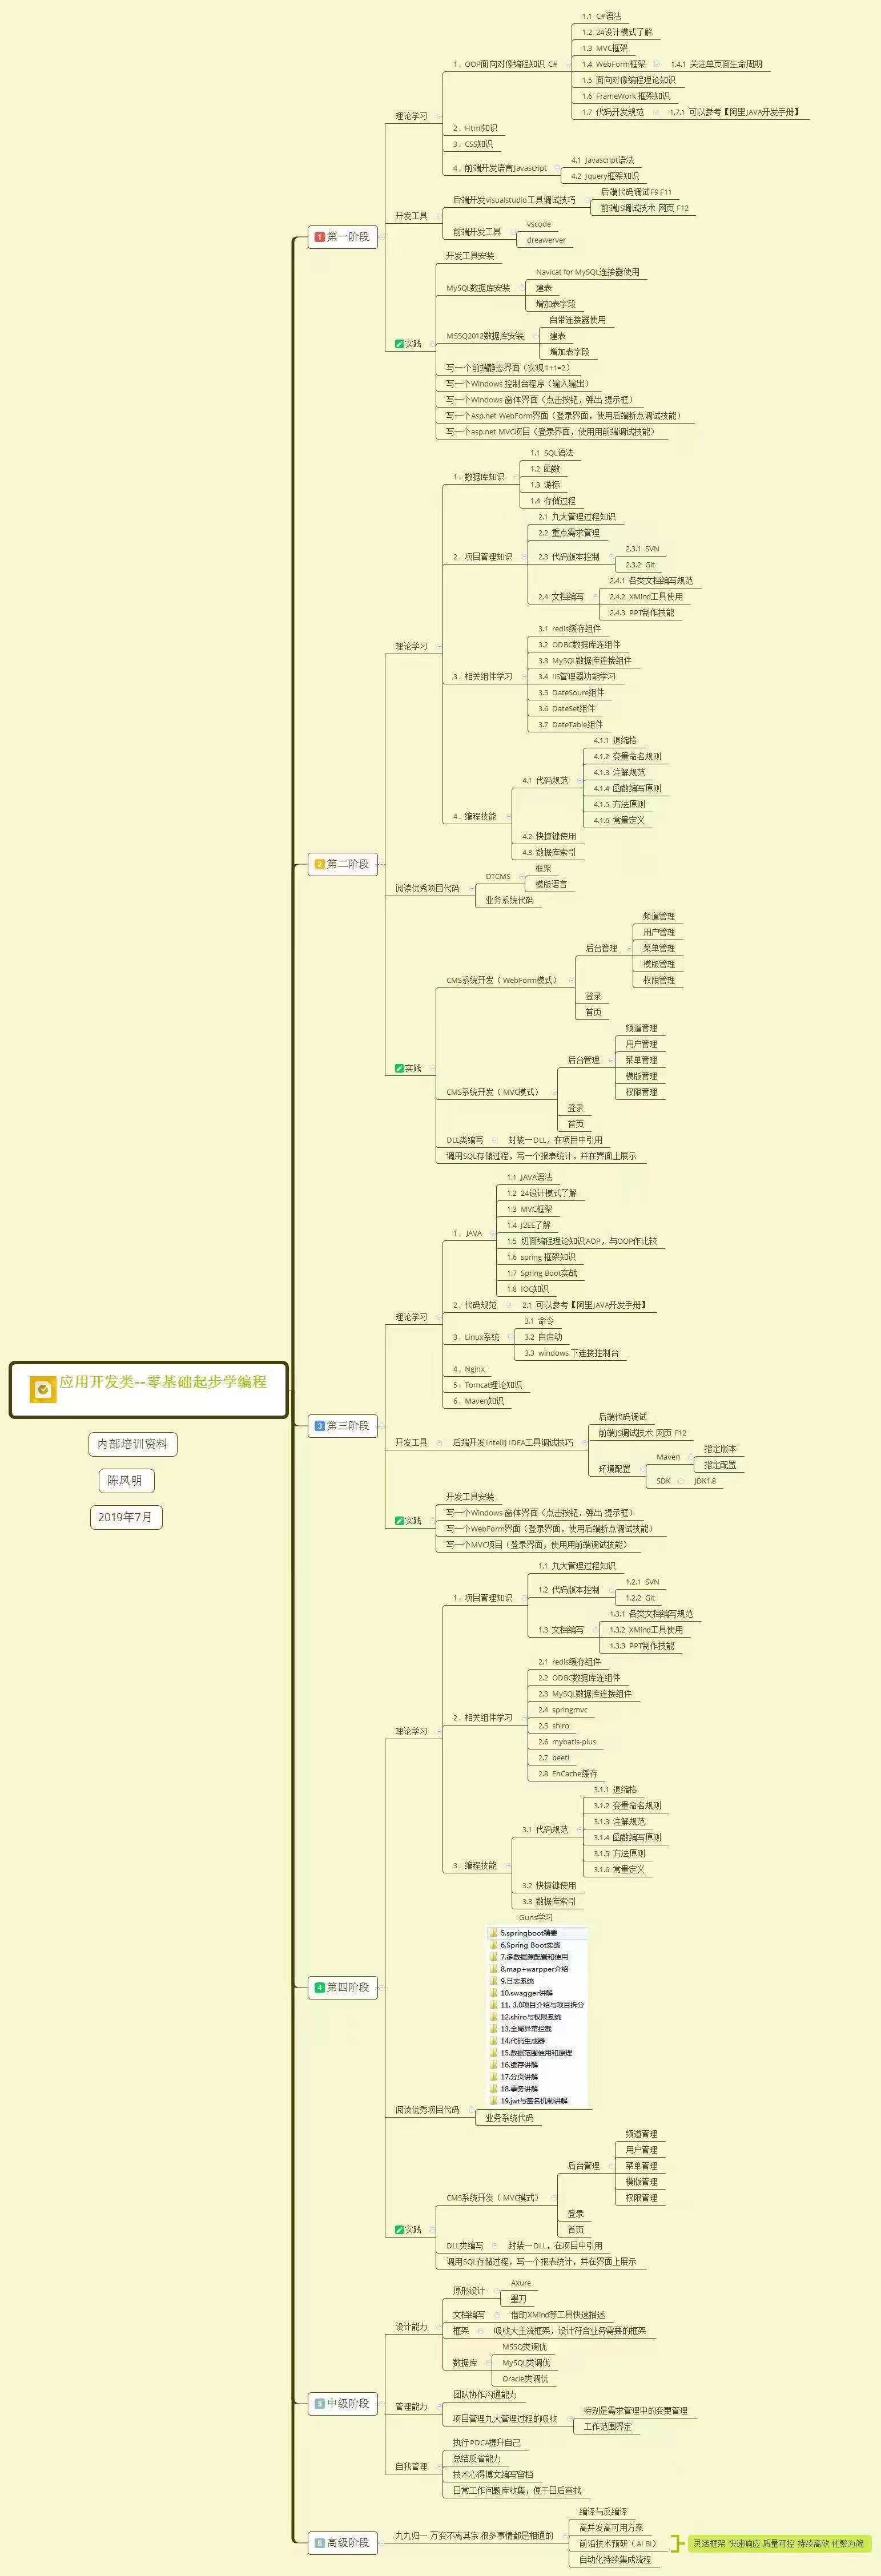 应用开发类--零基础起步学编程
内部培训资料
陈凤明
2019年7月
1 第一阶段
理论学习
1．OOP面向对像编程知识 C#
1.1 C#语法
1.2 24设计模式了解
1.3 MVC框架
1.4 WebForm框架
1.4.1 关注单页面生命周期
1.5 面向对像编程理论知识
1.6 FrameWork 框架知识
1.7 代码开发规范
1.7.1 可以参考【阿里JAVA开发手册】
2．Html知识
3．CSS知识
4．前端开发语言Javascript
4.1 Javascript语法
4.2 Jquery框架知识
开发工具
后端开发visualstudio工具调试技巧
后端代码调试 F9 F11
前端JS调试技术 网页 F12
前端开发工具
vscode
dreawerver
实践
开发工具安装
MySQL数据库安装
Navicat for MySQL连接器使用
建表
增加表字段
MSSQ2012数据库安装
自带连接器使用
建表
增加表字段
写一个前端静态界面（实现1+1=2）
写一个Windows 控制台程序（输入输出）
写一个Windows 窗体界面（点击按钮，弹出 提示框）
写一个Asp.net WebForm界面（登录界面，使用后端断点调试技能）
写一个asp.net MVC项目（登录界面，使用用前端调试技能）
2 第二阶段
理论学习
1．数据库知识
1.1 SQL语法
1.2 函数
1.3 游标
1.4 存储过程
2．项目管理知识
2.1 九大管理过程知识
2.2 重点需求管理
2.3 代码版本控制
2.3.1 SVN
2.3.2 Git
2.4 文档编写
2.4.1 各类文档编写规范
2.4.2 XMind工具使用
2.4.3 PPT制作技能
3．相关组件学习
3.1 redis缓存组件
3.2 ODBC数据库连组件
3.3 MySQL数据库连接组件
3.4 IIS管理器功能学习
3.5 DateSoure组件
3.6 DateSet组件
3.7 DateTable组件
4．编程技能
4.1 代码规范
4.1.1 退缩格
4.1.2 变量命名规则
4.1.3 注解规范
4.1.4 函数编写原则
4.1.5 方法原则
4.1.6 常量定义
4.2 快捷键使用
4.3 数据库索引
阅读优秀项目代码
DTCMS
框架
模版语言
业务系统代码
实践
CMS系统开发（ WebForm模式）
后台管理
频道管理
用户管理
菜单管理
模版管理
权限管理
登录
首页
CMS系统开发（ MVC模式）
后台管理
频道管理
用户管理
菜单管理
模版管理
权限管理
登录
首页
DLL类编写
封装一DLL，在项目中引用
调用SQL存储过程，写一个报表统计，并在界面上展示
3 第三阶段
理论学习
1．JAVA
1.1 JAVA语法
1.2 24设计模式了解
1.3 MVC框架
1.4 J2EE了解
1.5 切面编程理论知识AOP，与OOP作比较
1.6 spring 框架知识
1.7 Spring Boot实战
1.8 IOC知识
2．代码规范
2.1 可以参考【阿里JAVA开发手册】
3．Linux系统
3.1 命令
3.2 自启动
3.3 windows 下连接控制台
4．Nginx
5．Tomcat理论知识
6．Maven知识
开发工具
后端开发 IntelliJ IDEA工具调试技巧
后端代码调试
前端JS调试技术 网页 F12
环境配置
Maven
指定版本
指定配置
SDK
JDK1.8
实践
开发工具安装
写一个Windows 窗体界面（点击按钮，弹出 提示框）
写一个WebForm界面（登录界面，使用后端断点调试技能）
写一个MVC项目（登录界面，使用用前端调试技能）
4 第四阶段
理论学习
1．项目管理知识
1.1 九大管理过程知识
1.2 代码版本控制
1.2.1 SVN
1.2.2 Git
1.3 文档编写
1.3.1 各类文档编写规范
1.3.2 XMind工具使用
1.3.3 PPT制作技能
2．相关组件学习
2.1 redis缓存组件
2.2 ODBC数据库连组件
2.3 MySQL数据库连接组件
2.4 springmvc
2.5 shiro
2.6 mybatis-plus
2.7 beetl
2.8 EhCache缓存
3．编程技能
3.1 代码规范
3.1.1 退缩格
3.1.2 变量命名规则
3.1.3 注解规范
3.1.4 函数编写原则
3.1.5 方法原则
3.1.6 常量定义
3.2 快捷键使用
3.3 数据库索引
阅读优秀项目代码
Guns学习
5.springboot精要
6.Spring Boot实战
7.多数据源配置和使用
8.map+warpper介绍
9.日志系统
10.swagger讲解
11. 3.0项目介绍与项目拆分
12.shiro与权限系统
13.全局异常拦截
14.代码生成器
15.数据范围使用和原理
16.缓存讲解
17.分页讲解
18.事务讲解
19.jwt与签名机制讲解
业务系统代码
实践
CMS系统开发（ MVC模式）
后台管理
频道管理
用户管理
菜单管理
模版管理
权限管理
登录
首页
DLL类编写
封装一DLL，在项目中引用
调用SQL存储过程，写一个报表统计，并在界面上展示
5 中级阶段
设计能力
原形设计
Axure
墨刀
文档编写
借助XMind等工具快速描述
框架
吸收大主流框架，设计符合业务需要的框架
数据库
MSSQ类调优
MySQL类调优
Oracle类调优
管理能力
团队协作沟通能力
项目管理九大管理过程的吸收
特别是需求管理中的变更管理
工作范围界定
自我管理
执行PDCA提升自己
总结反省能力
技术心得博文编写留档
日常工作问题库收集，便于日后查找
6 高级阶段
九九归一 万变不离其宗 很多事情都是相通的
编译与反编译
高并发高可用方案
前沿技术预研（ AI BI ）
自动化持续集成流程
灵活框架 快速响应 质量可控 持续高效 化繁为简